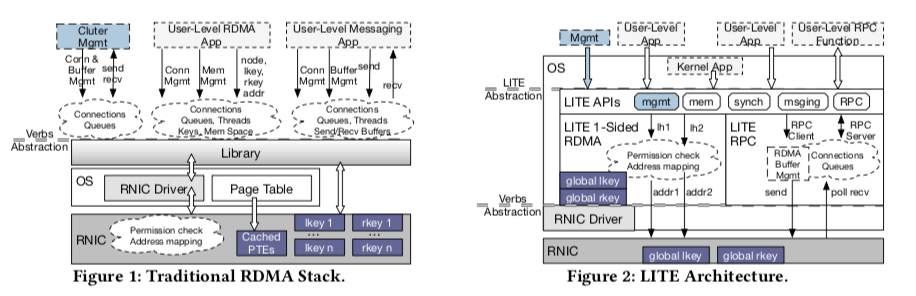 Cluter
Mgmt
User-Level RDMA
App
User-Level Messaging
App
Conn &
Buffer
Mgmt
send
recv
Conn
Mgmt
Mem
Mgmt
node,
lkey,
rkey
addr
Conn
Mgmt
Buffer
Mgmt
send
recv
Connections
Queues
Connections
Queues, Threads
Keys, Mem Space
Connections
Queues, Threads
Send/Recv Buffers
Verbs
Abstraction
Library
OS
RNIC Driver
Page Table
RNIC
Permission check
Address mapping
Cached
PTEs
lkey 1
...
lkey n
rkey 1
...
rkey n
Figure 1: Traditional RDMA Stack.
Mgmt
User-Level
App
User-Level
App
User-Level RPC
Function
OS
Kernel App
LITE
Abstraction
LITE APIs
mgmt
mem
synch
msging
RPC
LITE 1-Sided
RDMA
lh1
lh2
LITE
RPC
RPC
Client
RPC
Server
Permission check
Address mapping
RDMA
Buffer
Mgmt
Connections
Queues
global lkey
global rkey
addr1
addr2
send
poll recv
Verbs
Abstraction
RNIC Driver
RNIC
global lkey
global rkey
Figure 2: LITE Architecture.